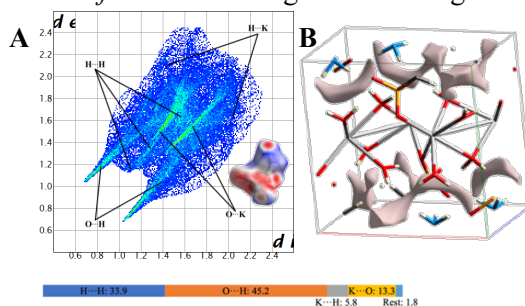 d e
A
B
2.4
2.2
2.0
1.8
1.6
1.4
1.2
1.0
0.8
0.6
0.6 0.8 1.0 1.2 1.4 1.6 1.8 2.0 2.2 2.4
H···H
H···K
O···H
O···K
d i
H···H: 33.9 O···H: 45.2 K···O: 13.3
K···H: 5.8 Rest: 1.8